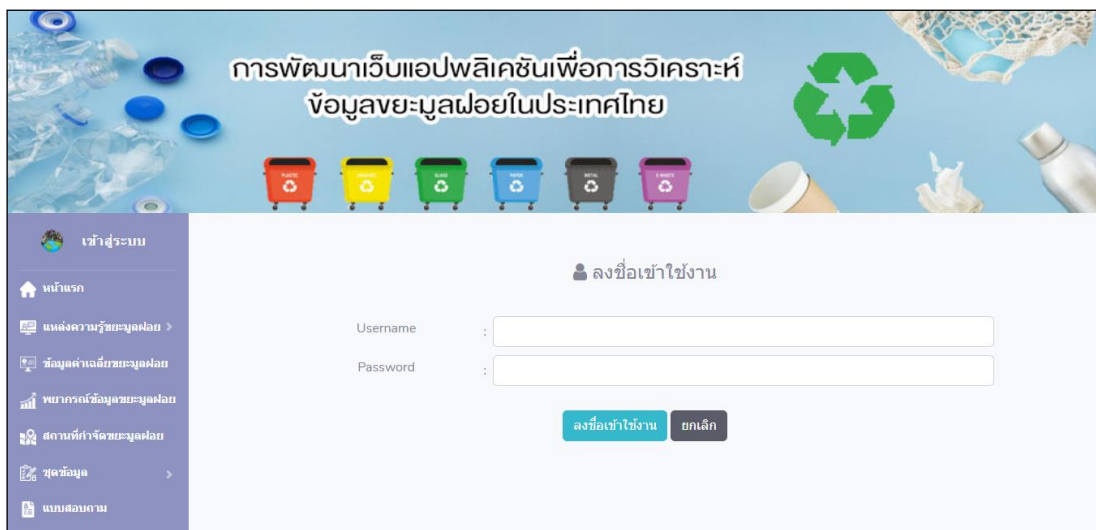 การพัฒนาเว็บแอปพลิเคชันเพื่อการวิเคราะห์
ข้อมูลขยะมูลฝอยในประเทศไทย
PLASTIC
ORGANIC
GLASS
PAPER
METAL
E-WASTE
เข้าสู่ระบบ
หน้าแรก
แหล่งความรู้ขยะมูลฝอย >
ข้อมูลค่าเฉลี่ยขยะมูลฝอย
พยากรณ์ข้อมูลขยะมูลฝอย
สถานที่กำจัดขยะมูลฝอย
ชุดข้อมูล >
แบบสอบถาม
ลงชื่อเข้าใช้งาน
Username :
Password :
ลงชื่อเข้าใช้งาน ยกเลิก